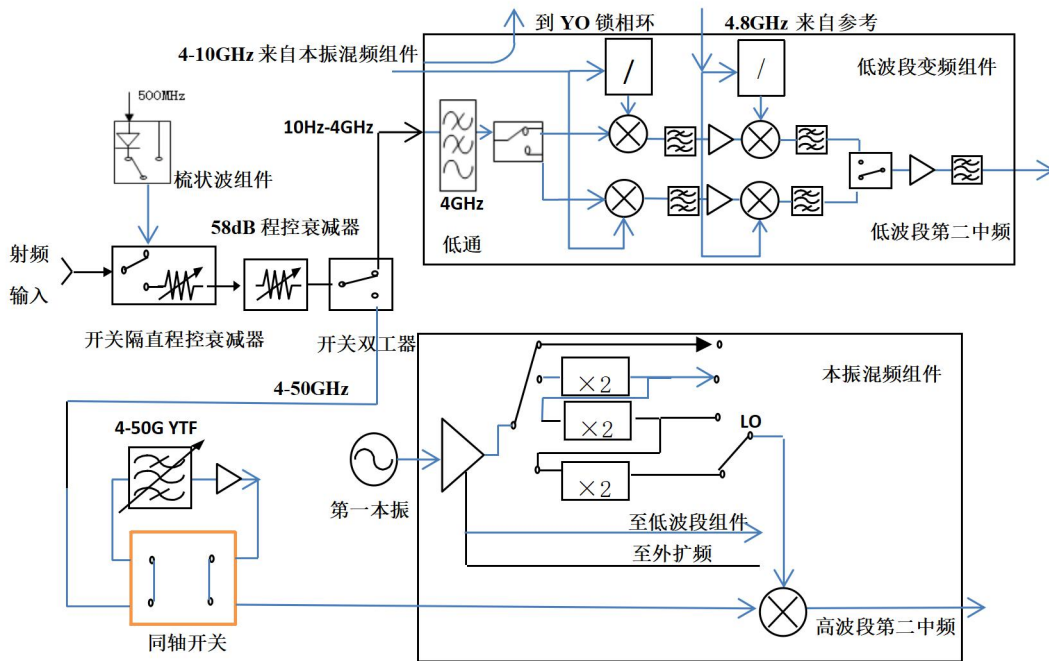 到 YO 锁相环
4.8GHz 来自参考
4-10GHz 来自本振混频组件
/
/
低波段变频组件
500MHz
10Hz-4GHz
梳状波组件
4GHz
58dB 程控衰减器
低通
低波段第二中频
射频
输入
开关隔直程控衰减器
开关双工器
4-50GHz
本振混频组件
×2
×2
LO
4-50G YTF
×2
第一本振
至低波段组件
至外扩频
同轴开关
高波段第二中频